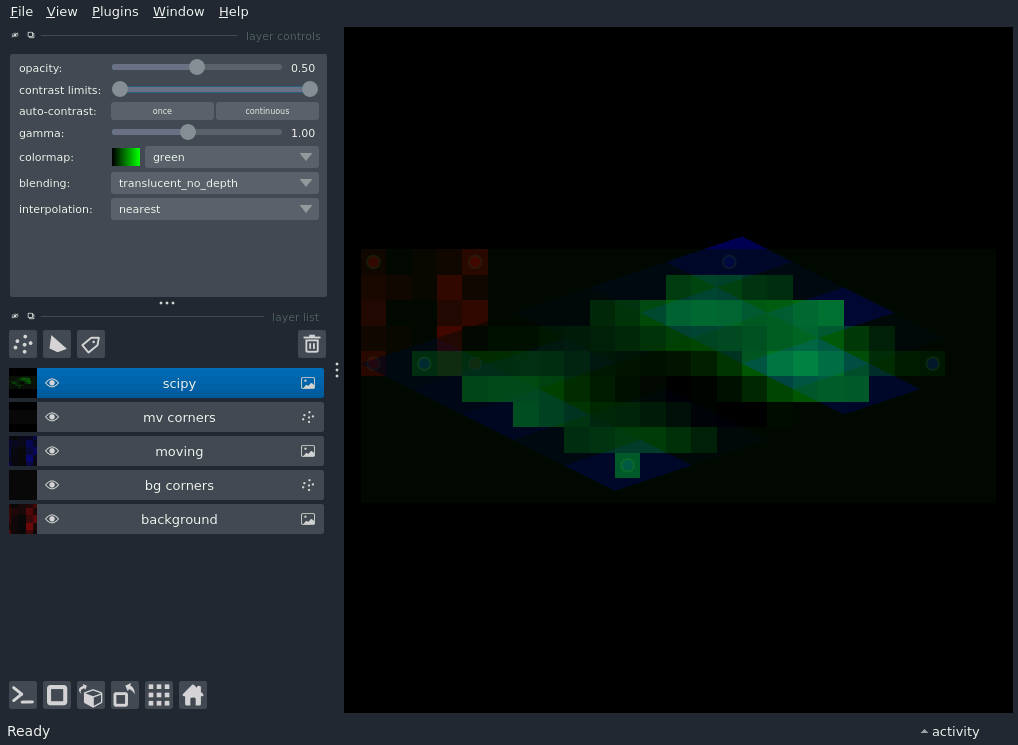 File View Plugins Window Help
layer controls
opacity: 0.50
contrast limits:
auto-contrast: once continuous
gamma: 1.00
colormap: green
blending: translucent_no_depth
interpolation: nearest
layer list
scipy
mv corners
moving
bg corners
background
Ready activity